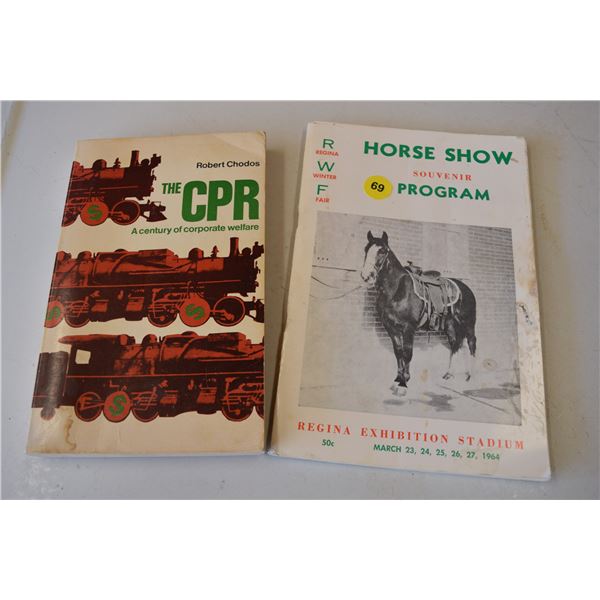 Robert Chodos
THE CPR
A century of corporate welfare
$
$
$
$
R
REGINA
W
WINTER
F
FAIR
HORSE SHOW
SOUVENIR
69
PROGRAM
REGINA EXHIBITION STADIUM
50c
MARCH 23, 24, 25, 26, 27, 1964